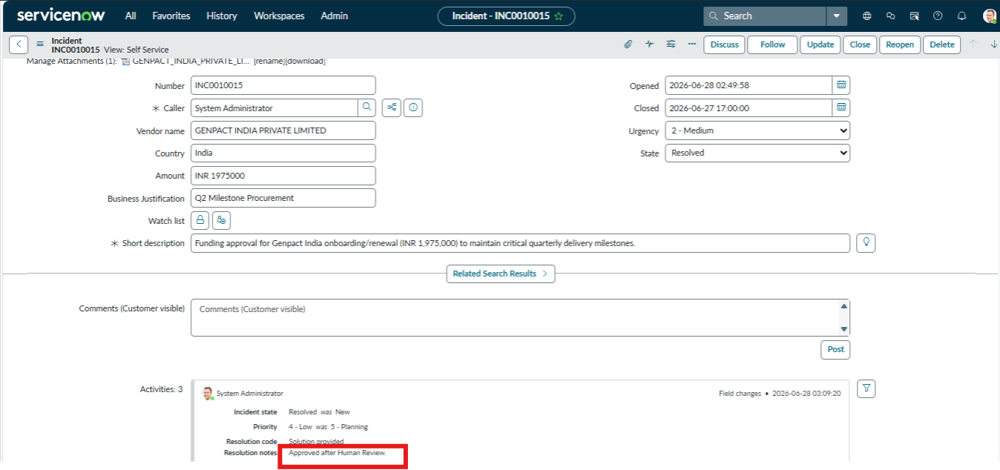 servicenow All Favorites History Workspaces Admin Incident - INC0010015 Search
Incident
INC0010015 View: Self Service
Discuss Follow Update Close Reopen Delete
Manage Attachments (1): GENPACT_INDIA_PRIVATE_LI... [rename][download]
Number INC0010015
Opened 2026-06-28 02:49:58
Caller System Administrator
Closed 2026-06-27 17:00:00
Vendor name GENPACT INDIA PRIVATE LIMITED
Urgency 2 - Medium
Country India
State Resolved
Amount INR 1975000
Business Justification Q2 Milestone Procurement
Watch list
Short description Funding approval for Genpact India onboarding/renewal (INR 1,975,000) to maintain critical quarterly delivery milestones.
Related Search Results
Comments (Customer visible) Comments (Customer visible)
Post
Activities: 3
System Administrator Field changes • 2026-06-28 03:09:20
Incident state Resolved was New
Priority 4 - Low was 5 - Planning
Resolution code Solution provided
Resolution notes Approved after Human Review.